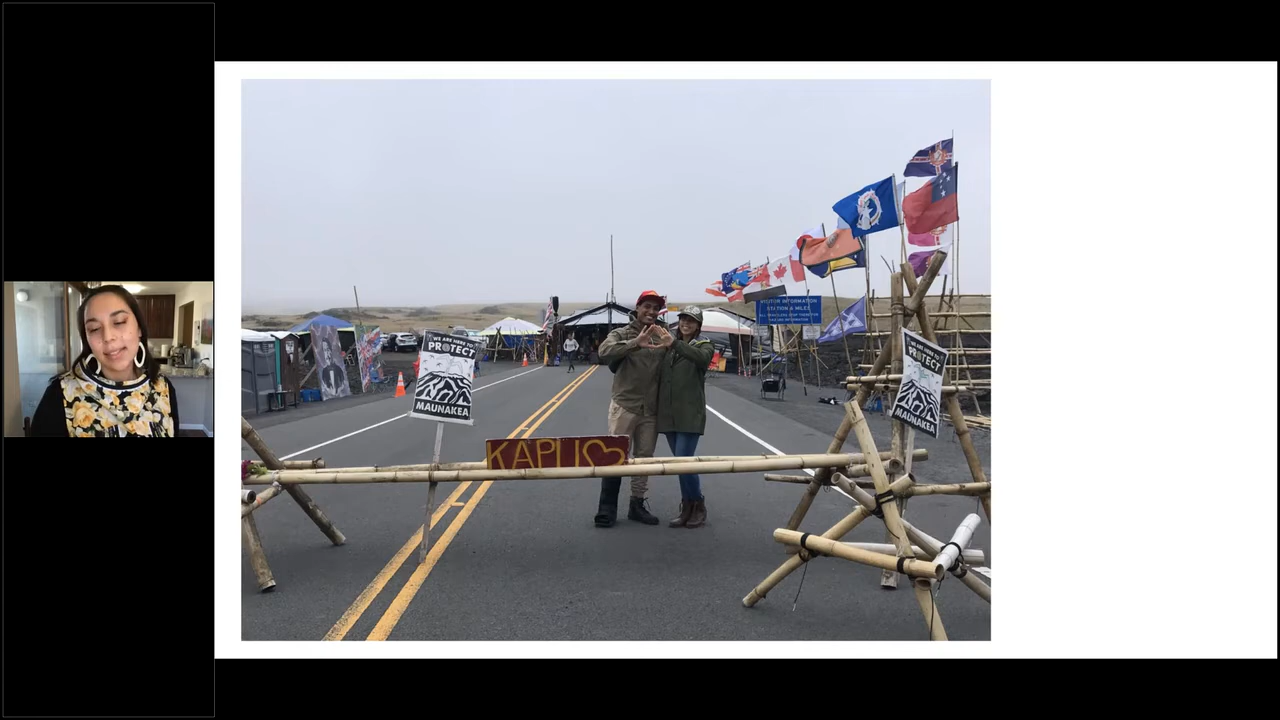 VISITOR INFORMATION
STATION 6 MILES
WE ARE HERE TO
PROTECT
MAUNAKEA
WE ARE HERE TO
PROTECT
MAUNAKEA
KAPU